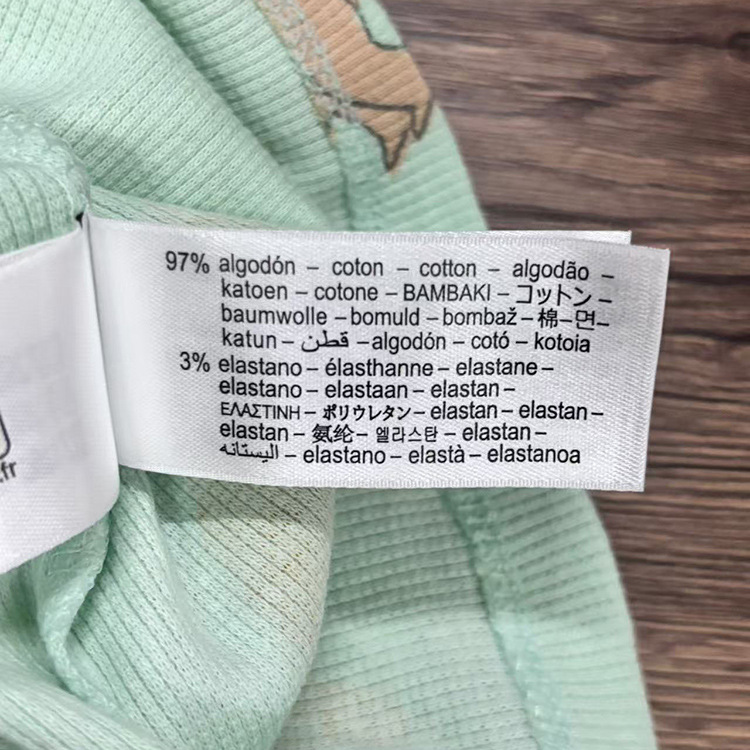 97% algodón – coton – cotton – algodão –
katoen – cotone – BAMBAKI – コットン –
baumwolle – bomuld – bombaž – 棉 – 면 –
katun – قطن – algodón – cotó – kotoia
3% elastano – élasthanne – elastane –
elastano – elastaan – elastan –
ΕΛΑΣΤΙΝΗ – ポリウレタン – elastan – elastan –
elastan – 氨纶 – 엘라스탄 – elastan –
اليستانه – elastano – elastà – elastanoa
fr